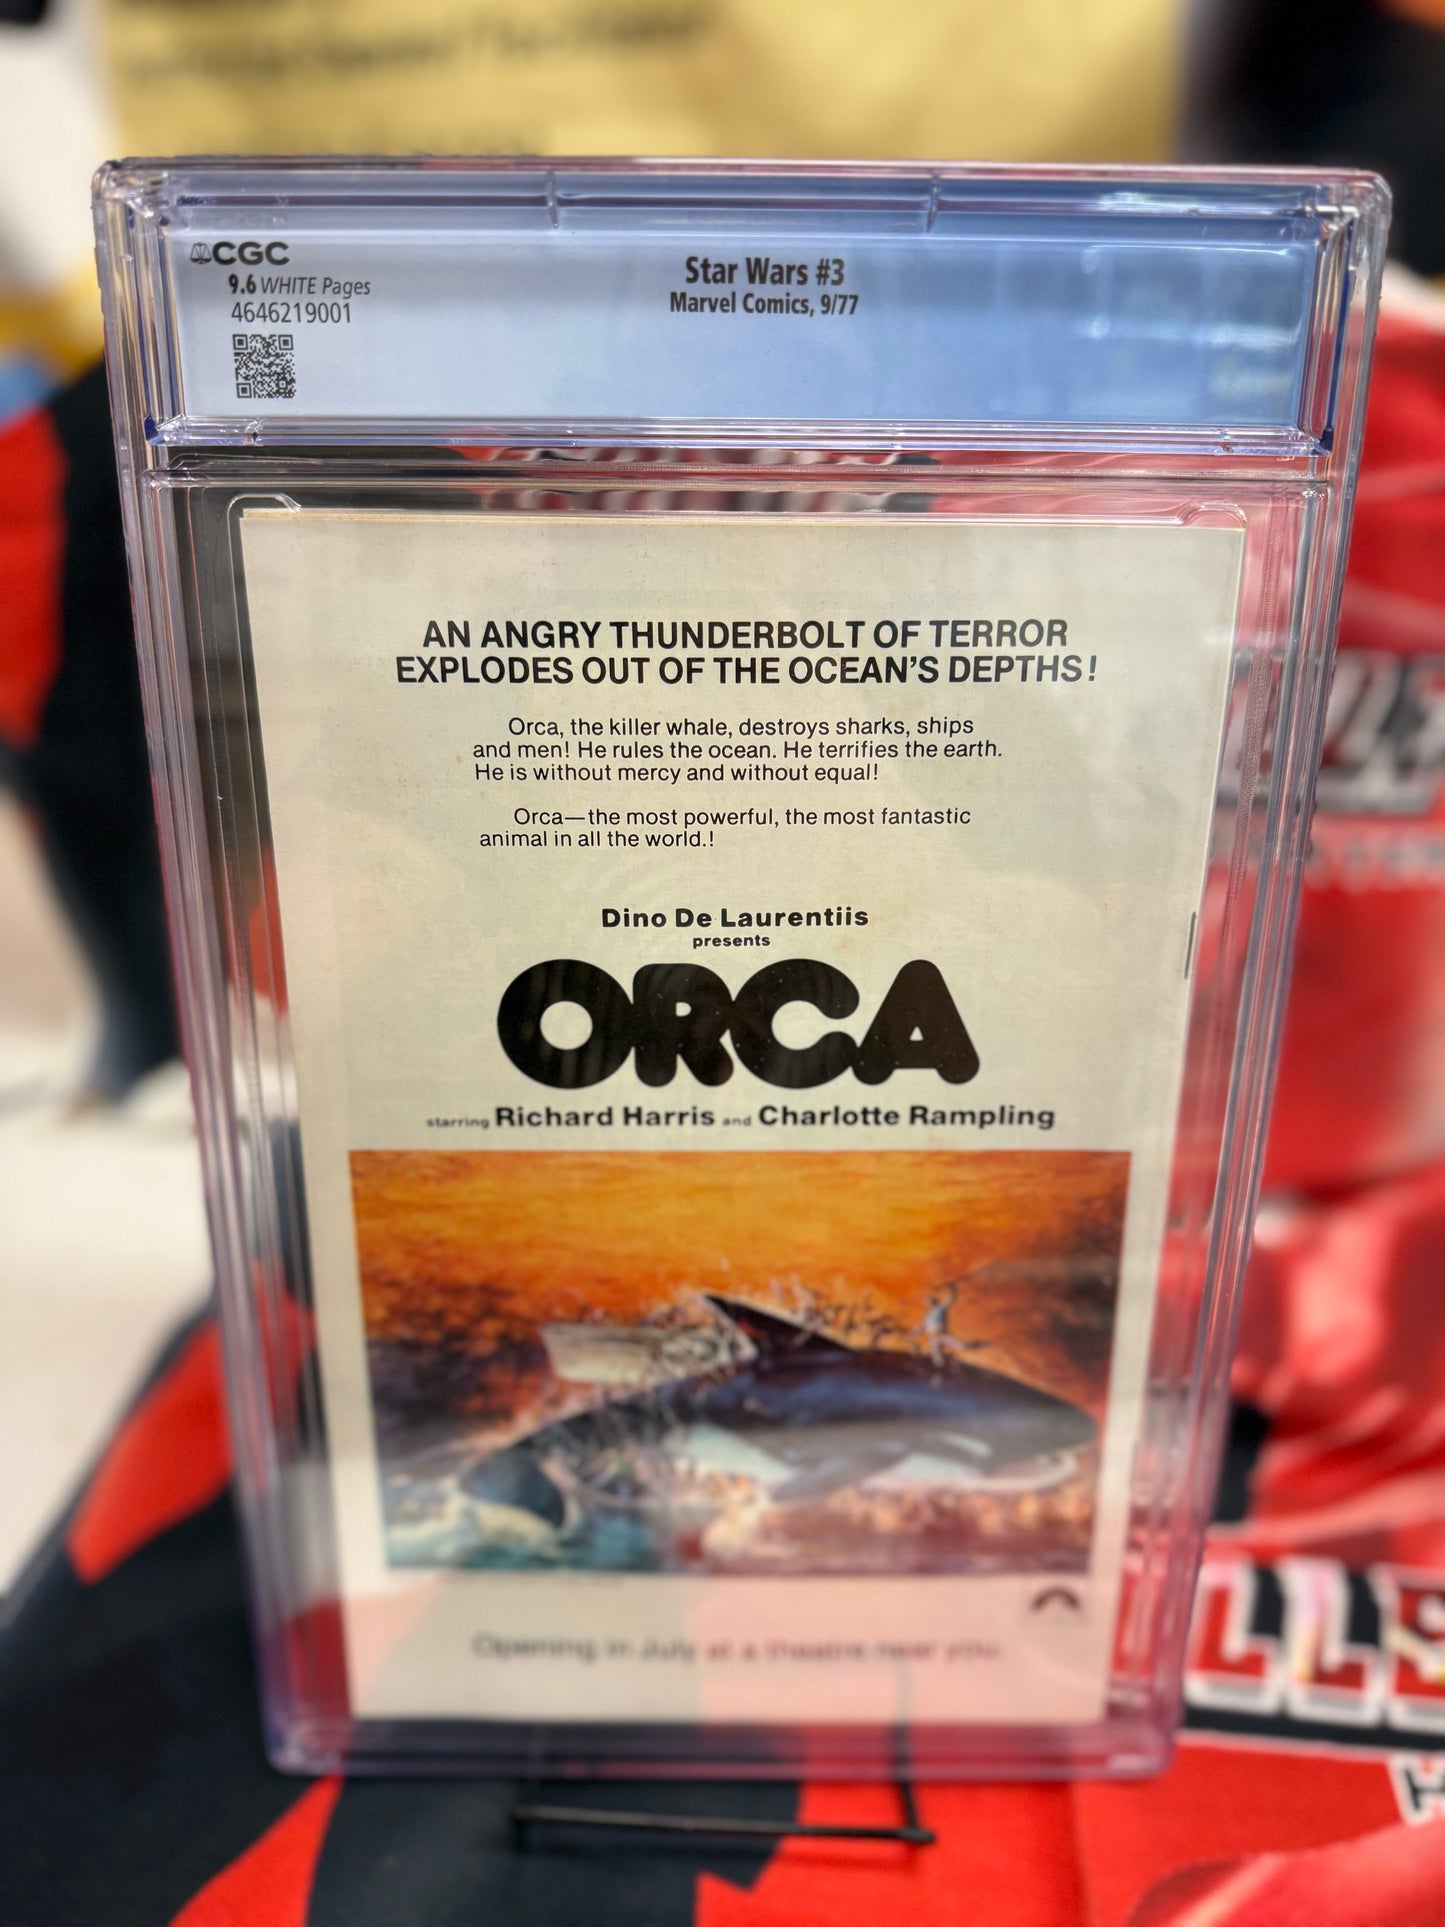 CGC
9.6 WHITE Pages
4646219001
Star Wars #3
Marvel Comics, 9/77
AN ANGRY THUNDERBOLT OF TERROR
EXPLODES OUT OF THE OCEAN'S DEPTHS!
Orca, the killer whale, destroys sharks, ships
and men! He rules the ocean. He terrifies the earth.
He is without mercy and without equal!
Orca—the most powerful, the most fantastic
animal in all the world.!
Dino De Laurentiis
presents
ORCA
starring Richard Harris and Charlotte Rampling
Opening in July at a theatre near you.